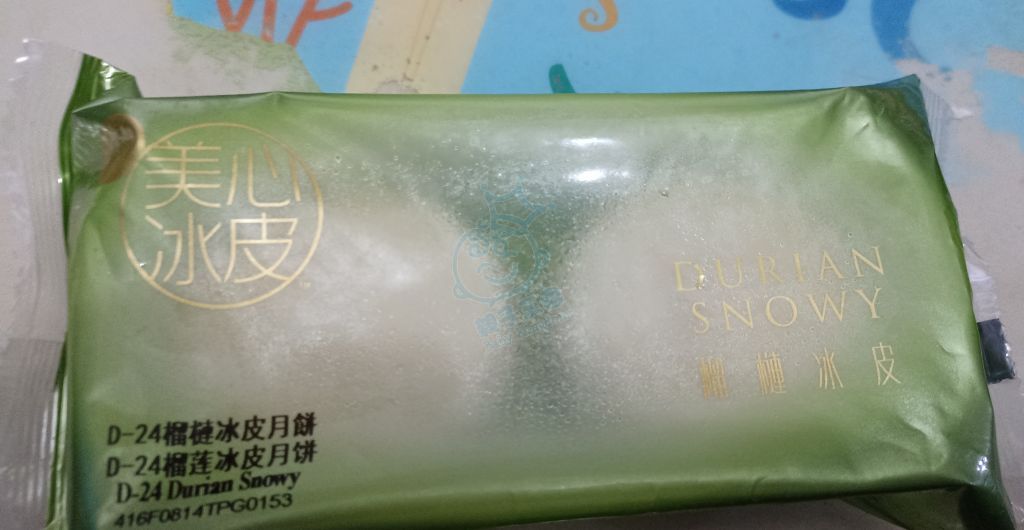 美心
冰皮
DURIAN
SNOWY
榴槤冰皮
D-24榴槤冰皮月餅
D-24榴莲冰皮月饼
D-24 Durian Snowy
416F0814TPG0153